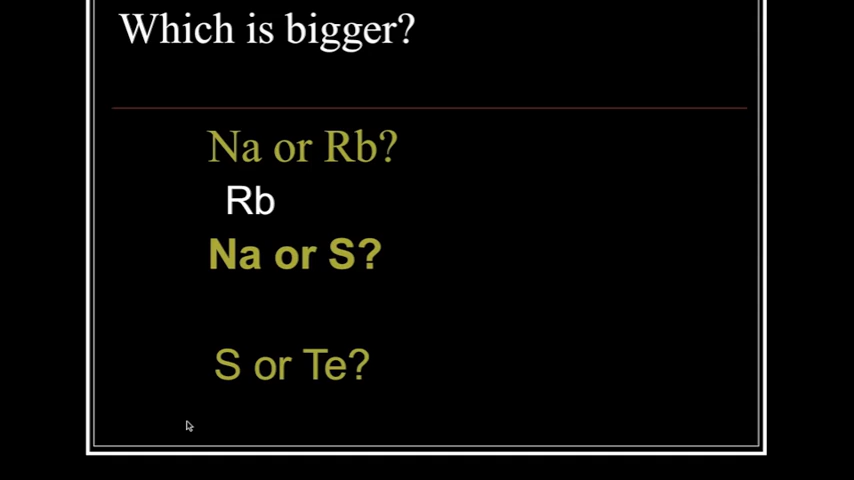 Which is bigger?
Na or Rb?
Rb
Na or S?
S or Te?